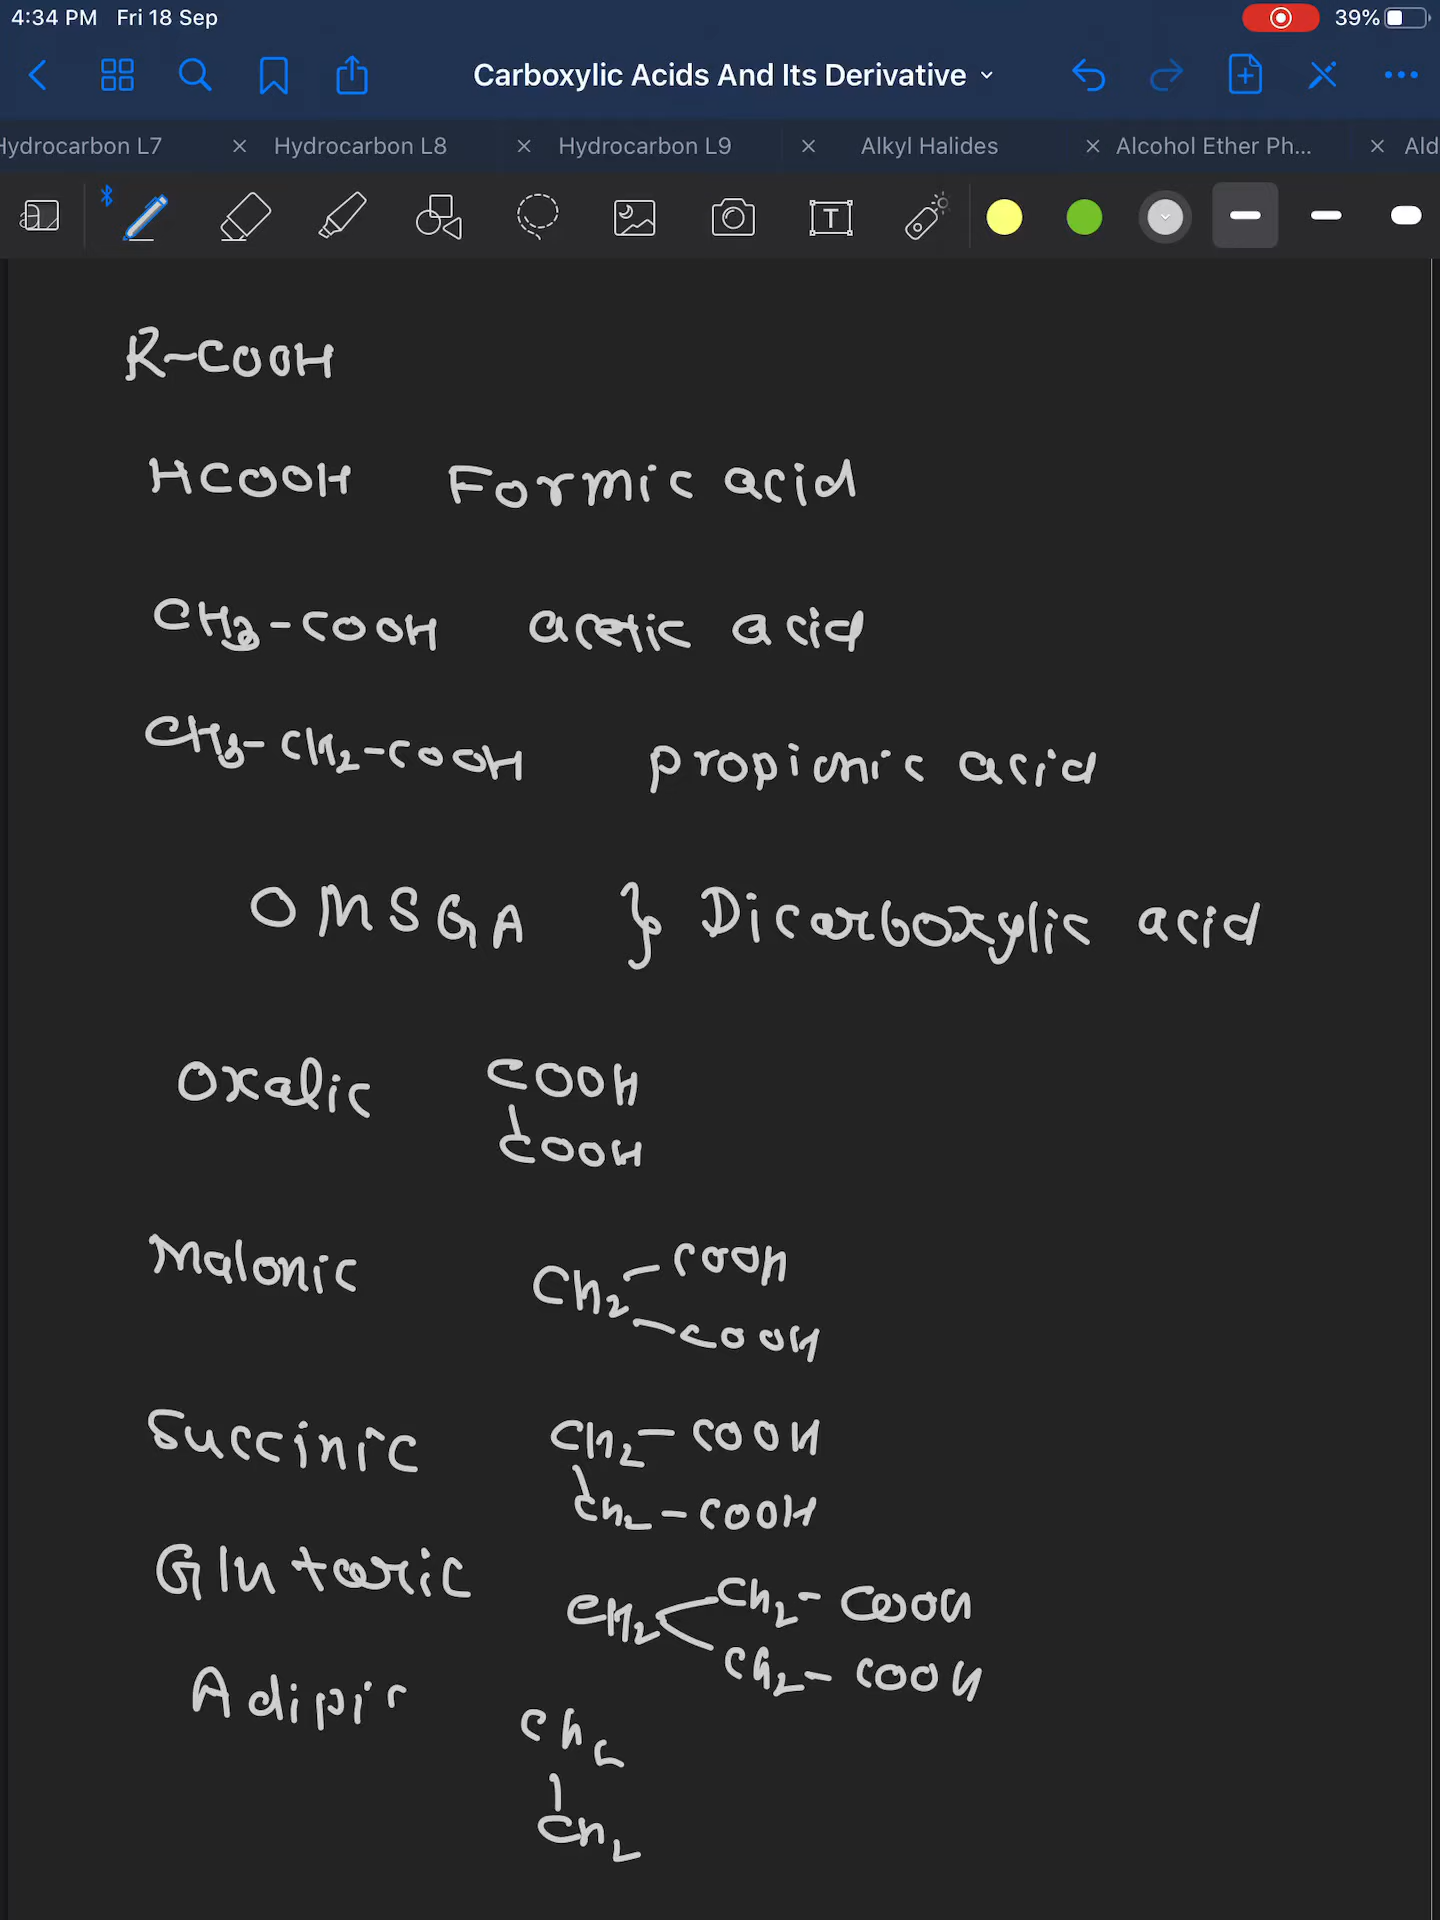 4:34 PM Fri 18 Sep 39%
Carboxylic Acids And Its Derivative
Hydrocarbon L7 × Hydrocarbon L8 × Hydrocarbon L9 × Alkyl Halides × Alcohol Ether Ph... × Ald
R-COOH
HCOOH Formic acid
CH3-COOH acetic acid
CH3-CH2-COOH propionic acid
OMSGA } Dicarboxylic acid
Oxalic COOH
COOH
Malonic CH2 -COOH
-COOH
Succinic CH2-COOH
CH2-COOH
Glutaric CH2 CH2-COOH
CH2-COOH
Adipic CH2
CH2